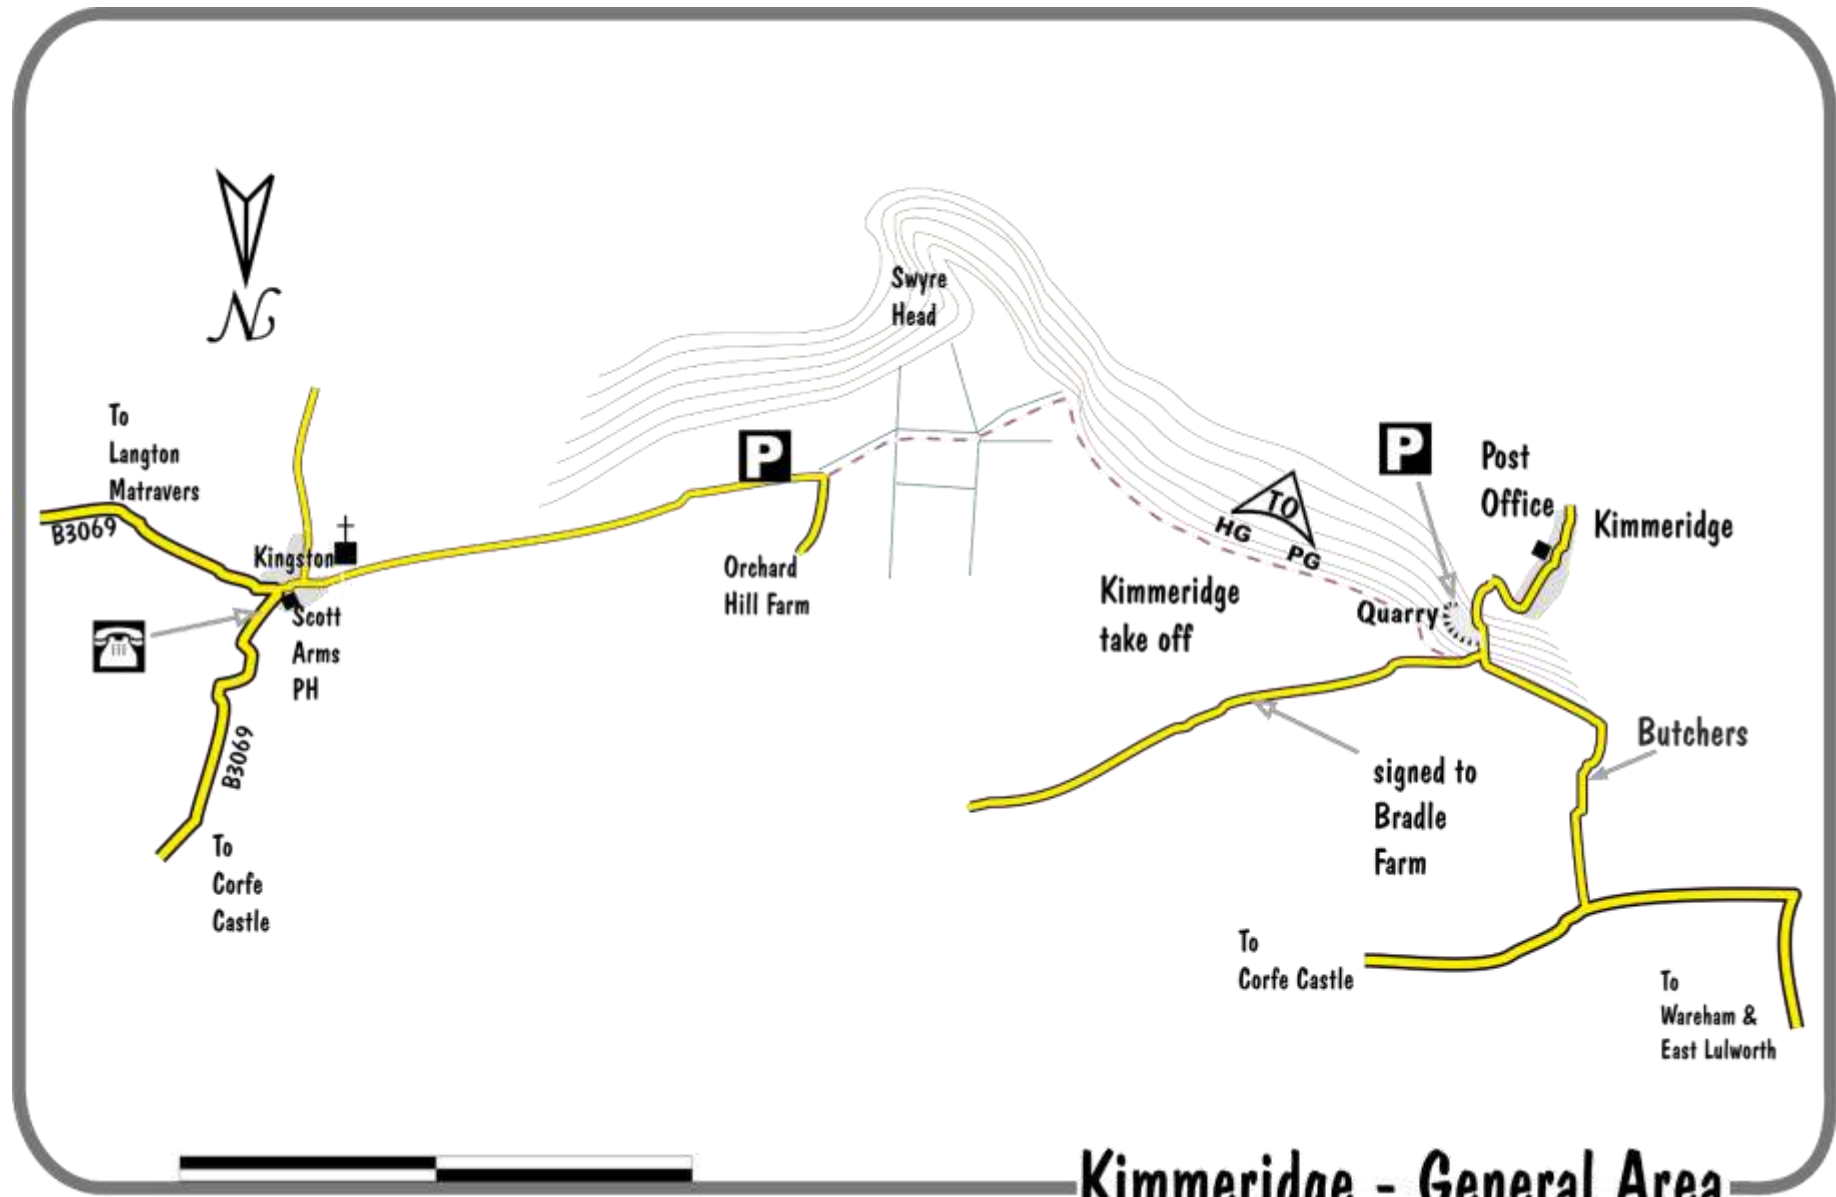 N
Swyre
Head
To
Langton
Matravers
B3069
Kingston
Scott
Arms
PH
B3069
To
Corfe
Castle
P
Orchard
Hill Farm
P
Post
Office
Kimmeridge
TO
HG
PG
Kimmeridge
take off
Quarry
Butchers
signed to
Bradle
Farm
To
Corfe Castle
To
Wareham &
East Lulworth
Kimmeridge - General Area